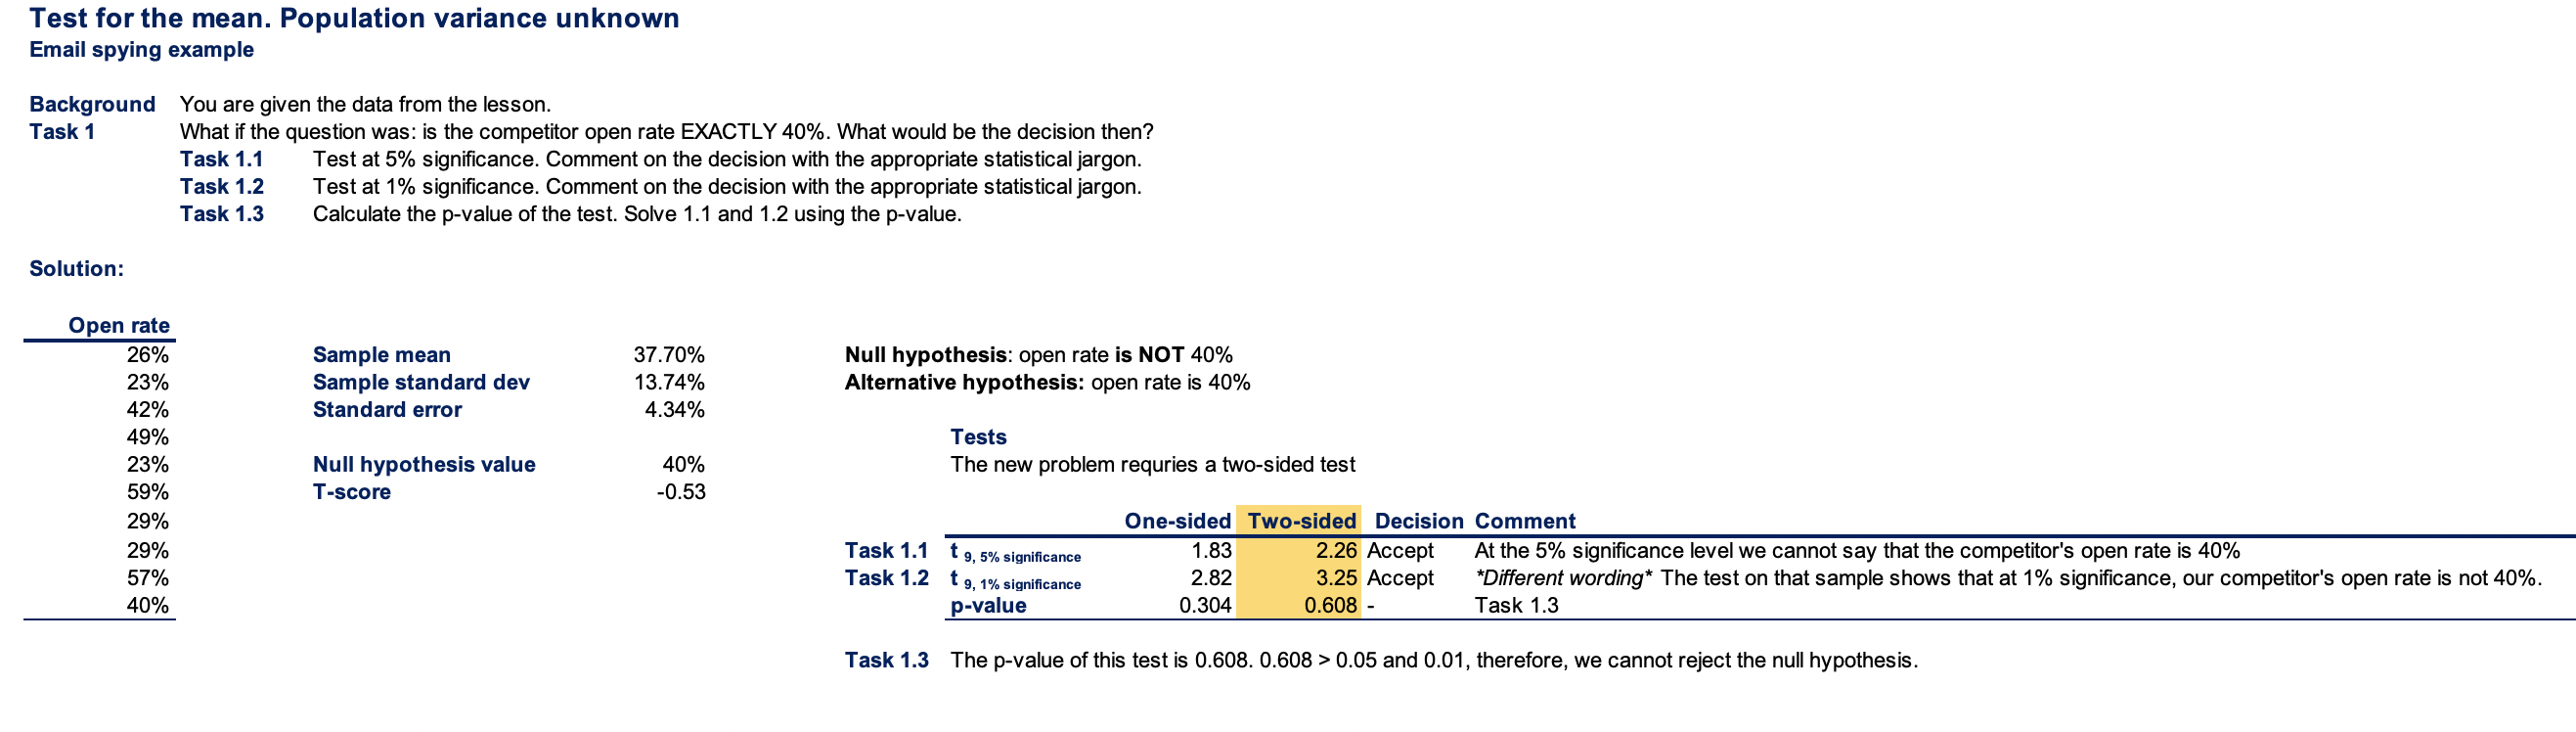 Test for the mean. Population variance unknown
Email spying example
Background You are given the data from the lesson.
Task 1 What if the question was: is the competitor open rate EXACTLY 40%. What would be the decision then?
Task 1.1 Test at 5% significance. Comment on the decision with the appropriate statistical jargon.
Task 1.2 Test at 1% significance. Comment on the decision with the appropriate statistical jargon.
Task 1.3 Calculate the p-value of the test. Solve 1.1 and 1.2 using the p-value.
Solution:
Open rate
26% Sample mean 37.70% Null hypothesis: open rate is NOT 40%
23% Sample standard dev 13.74% Alternative hypothesis: open rate is 40%
42% Standard error 4.34%
49% Tests
23% Null hypothesis value 40% The new problem requries a two-sided test
59% T-score -0.53
29% One-sided Two-sided Decision Comment
29% Task 1.1 t 9, 5% significance 1.83 2.26 Accept At the 5% significance level we cannot say that the competitor's open rate is 40%
57% Task 1.2 t 9, 1% significance 2.82 3.25 Accept *Different wording* The test on that sample shows that at 1% significance, our competitor's open rate is not 40%.
40% p-value 0.304 0.608 - Task 1.3
Task 1.3 The p-value of this test is 0.608. 0.608 > 0.05 and 0.01, therefore, we cannot reject the null hypothesis.